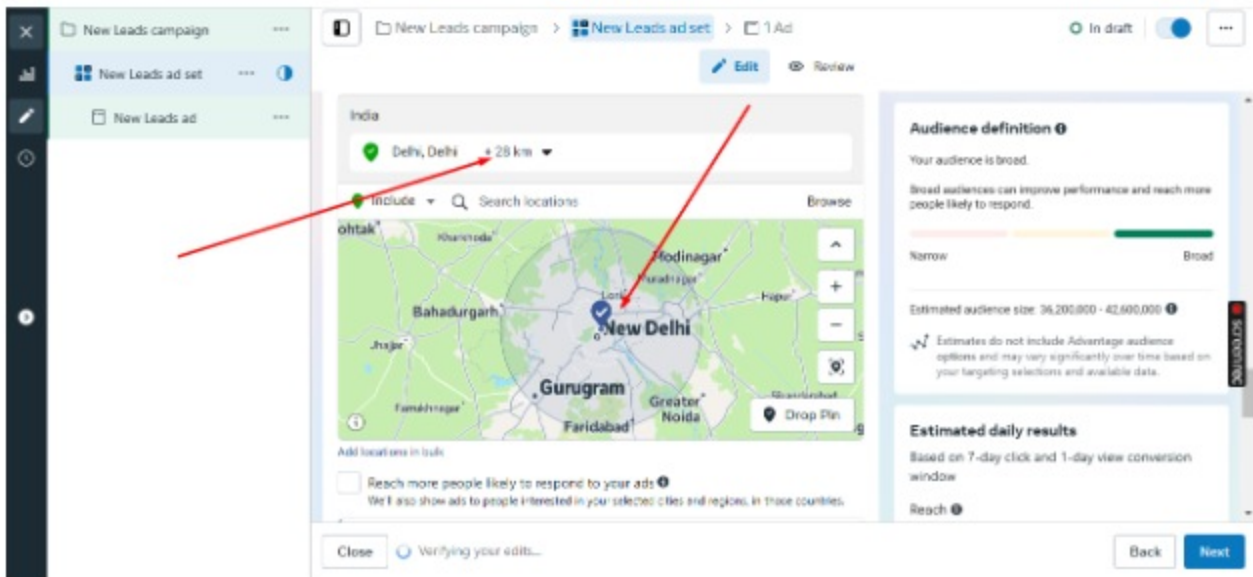 New Leads campaign
New Leads ad set
New Leads ad
New Leads campaign > New Leads ad set > 1 Ad
In draft
Edit
Review
India
Delhi, Delhi + 28 km
Include
Search locations
Browse
ohtak
Kharkhoda
Modinagar
Muradnagar
Loni
Hapur
Bahadurgarh
New Delhi
Jhajjar
Gurugram
Greater
Noida
Farrukhnagar
Faridabad
Drop Pin
Add locations in bulk
Reach more people likely to respond to your ads
We'll also show ads to people interested in your selected cities and regions, in those countries.
Close
Verifying your edits...
Audience definition
Your audience is broad.
Broad audiences can improve performance and reach more
people likely to respond.
Narrow
Broad
Estimated audience size: 36,200,000 - 42,600,000
Estimates do not include Advantage audience
options and may vary significantly over time based on
your targeting selections and available data.
Estimated daily results
Based on 7-day click and 1-day view conversion
window
Reach
Back
Next
screenrec